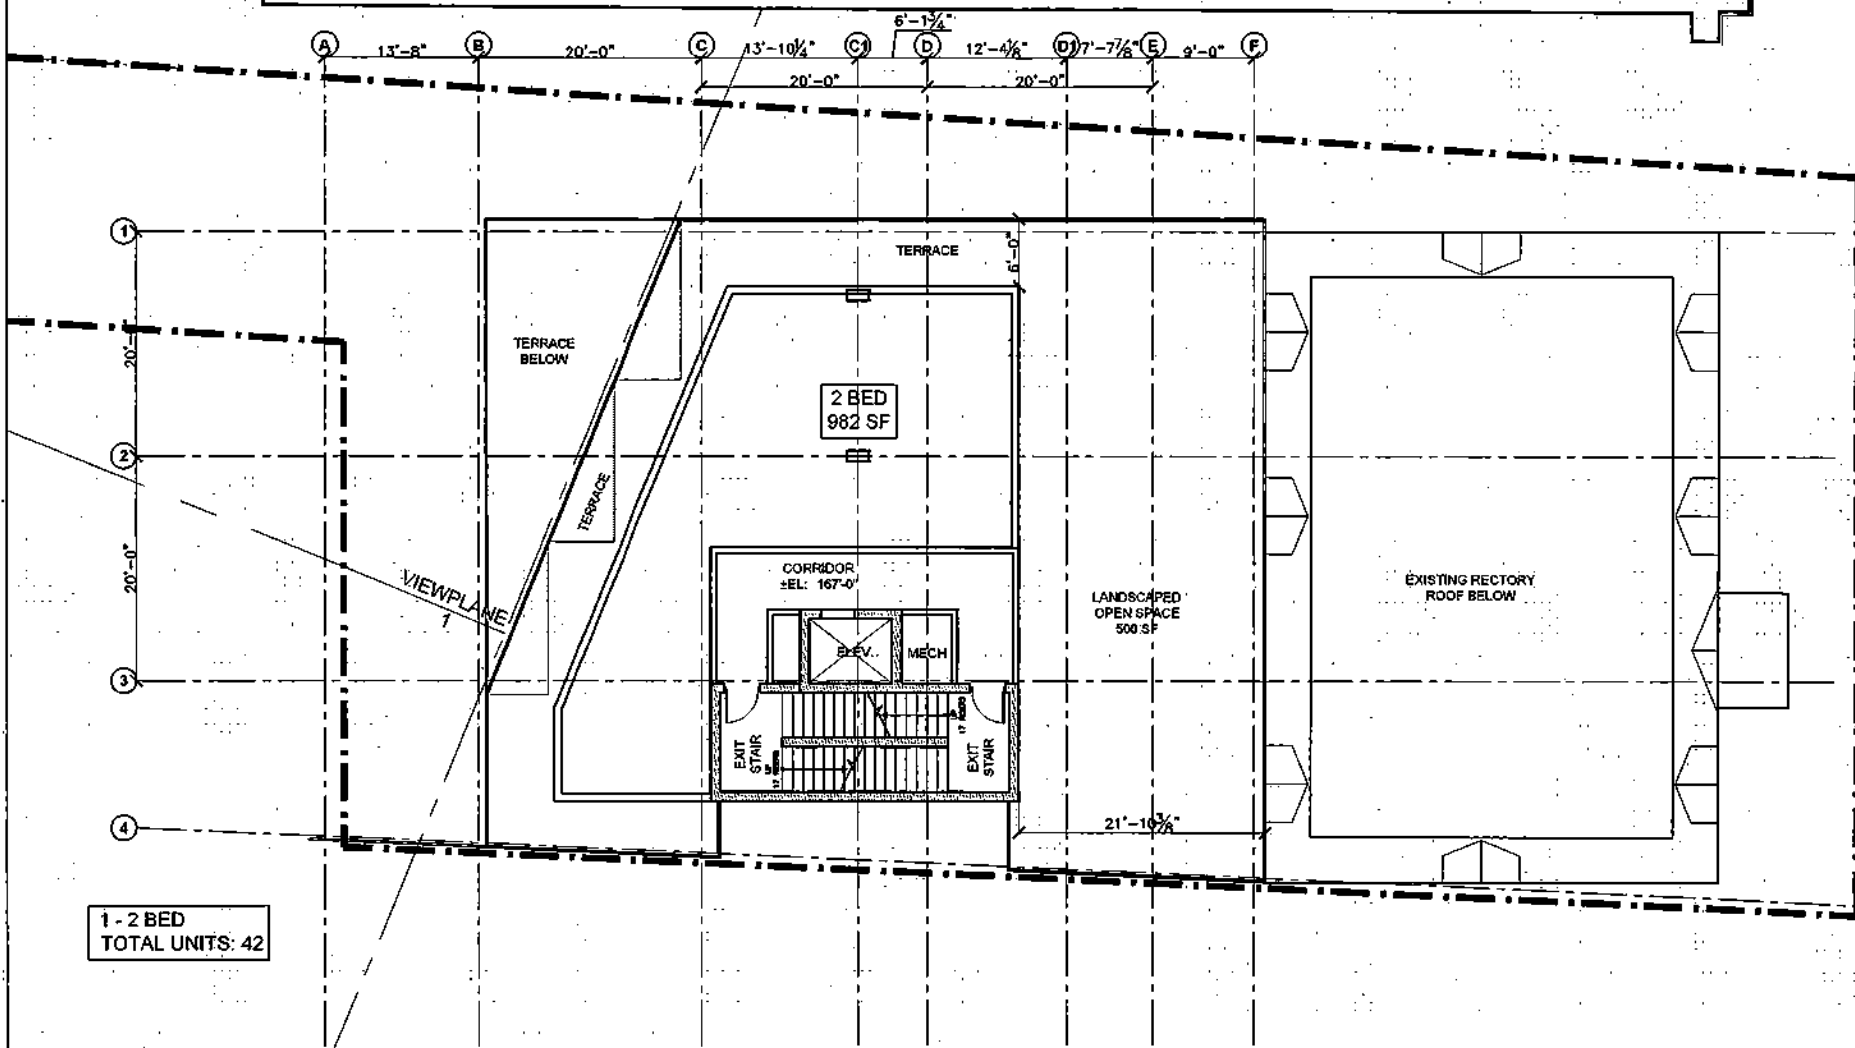 6'-1¾"
A
13'-8"
B
20'-0"
C
13'-10¼"
C1
D
12'-4⅛"
D1
7'-7⅞"
E
9'-0"
F
20'-0"
20'-0"
1
TERRACE
6'-0"
TERRACE
BELOW
20'-0"
2 BED
982 SF
2
TERRACE
20'-0"
CORRIDOR
±EL: 167'-0"
VIEWPLANE
1
LANDSCAPED
OPEN SPACE
500 SF
EXISTING RECTORY
ROOF BELOW
ELEV.
MECH
3
EXIT
STAIR
UP
EXIT
STAIR
4
21'-10⅜"
1 - 2 BED
TOTAL UNITS: 42